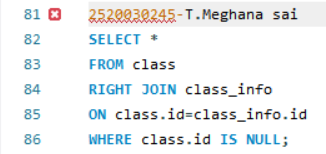 81 2520030245-T.Meghana sai
82 SELECT *
83 FROM class
84 RIGHT JOIN class_info
85 ON class.id=class_info.id
86 WHERE class.id IS NULL;